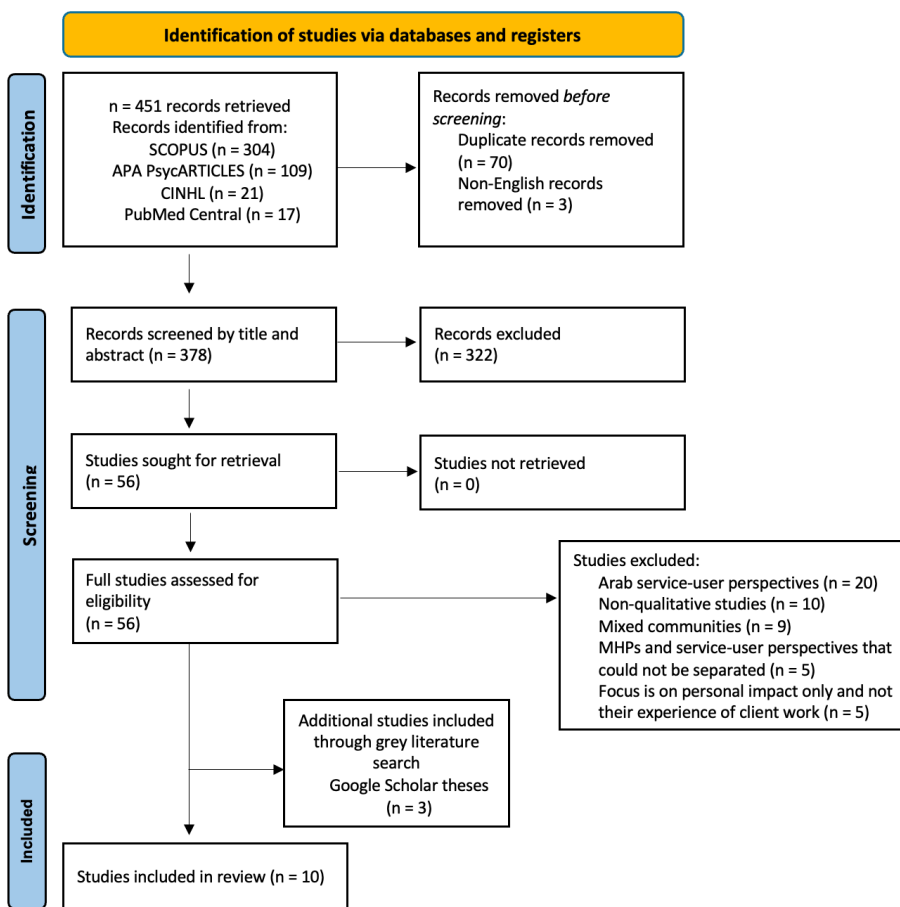 Identification of studies via databases and registers
Identification
n = 451 records retrieved
Records identified from:
SCOPUS (n = 304)
APA PsycARTICLES (n = 109)
CINHL (n = 21)
PubMed Central (n = 17)
Records removed before
screening:
Duplicate records removed
(n = 70)
Non-English records
removed (n = 3)
Screening
Records screened by title and
abstract (n = 378)
Records excluded
(n = 322)
Studies sought for retrieval
(n = 56)
Studies not retrieved
(n = 0)
Full studies assessed for
eligibility
(n = 56)
Studies excluded:
Arab service-user perspectives (n = 20)
Non-qualitative studies (n = 10)
Mixed communities (n = 9)
MHPs and service-user perspectives that
could not be separated (n = 5)
Focus is on personal impact only and not
their experience of client work (n = 5)
Additional studies included
through grey literature
search
Google Scholar theses
(n = 3)
Included
Studies included in review (n = 10)